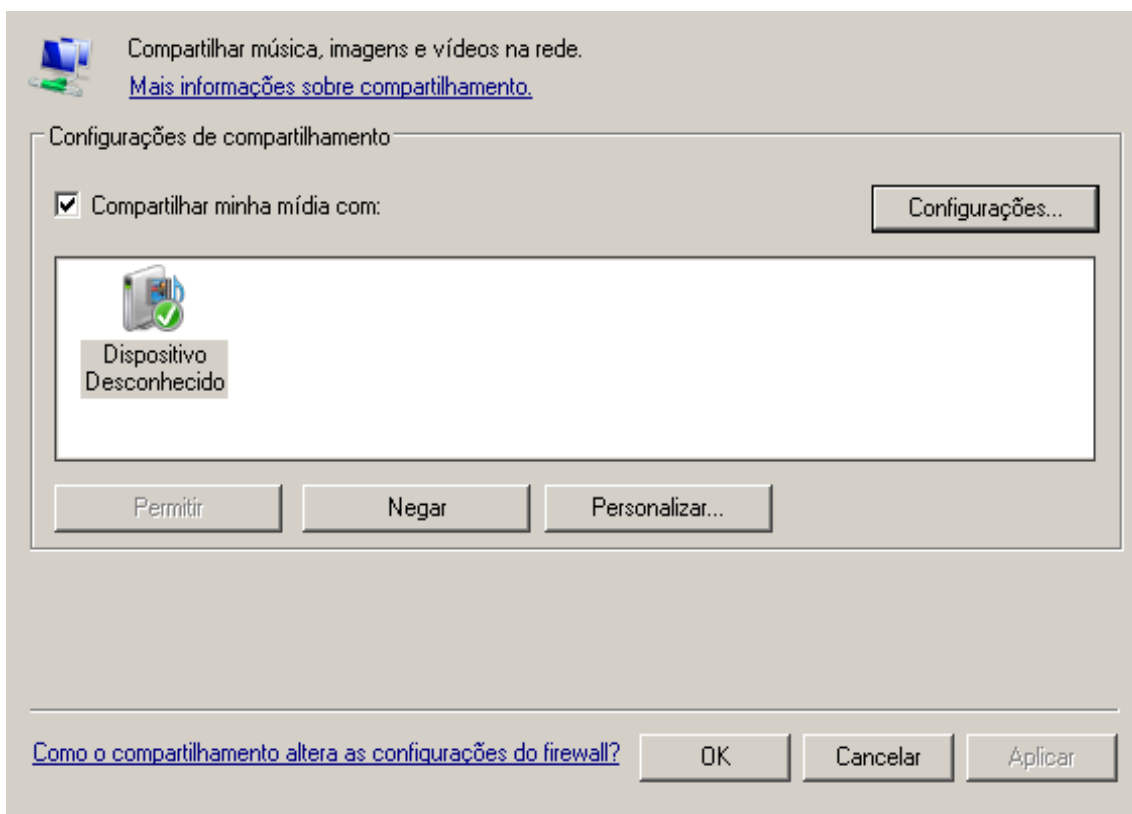 Compartilhar música, imagens e vídeos na rede.
Mais informações sobre compartilhamento.
Configurações de compartilhamento
Compartilhar minha mídia com:
Configurações...
Dispositivo
Desconhecido
Permitir
Negar
Personalizar...
Como o compartilhamento altera as configurações do firewall?
OK
Cancelar
Aplicar